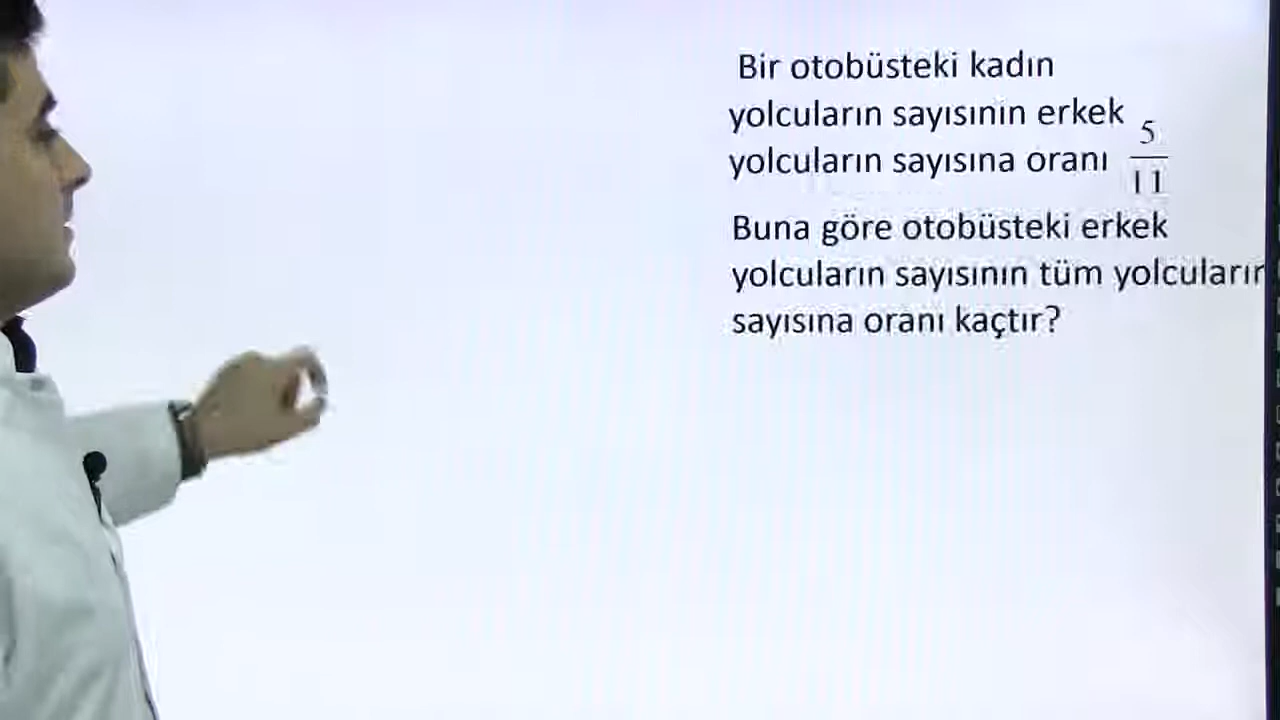 Bir otobüsteki kadın
yolcuların sayısının erkek
yolcuların sayısına oranı 5/11
Buna göre otobüsteki erkek
yolcuların sayısının tüm yolcuların
sayısına oranı kaçtır?